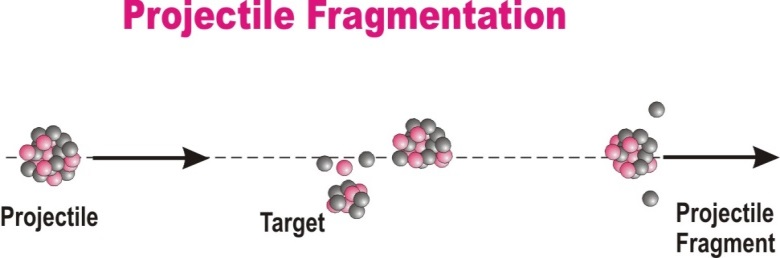 Projectile Fragmentation
Projectile
Target
Projectile
Fragment